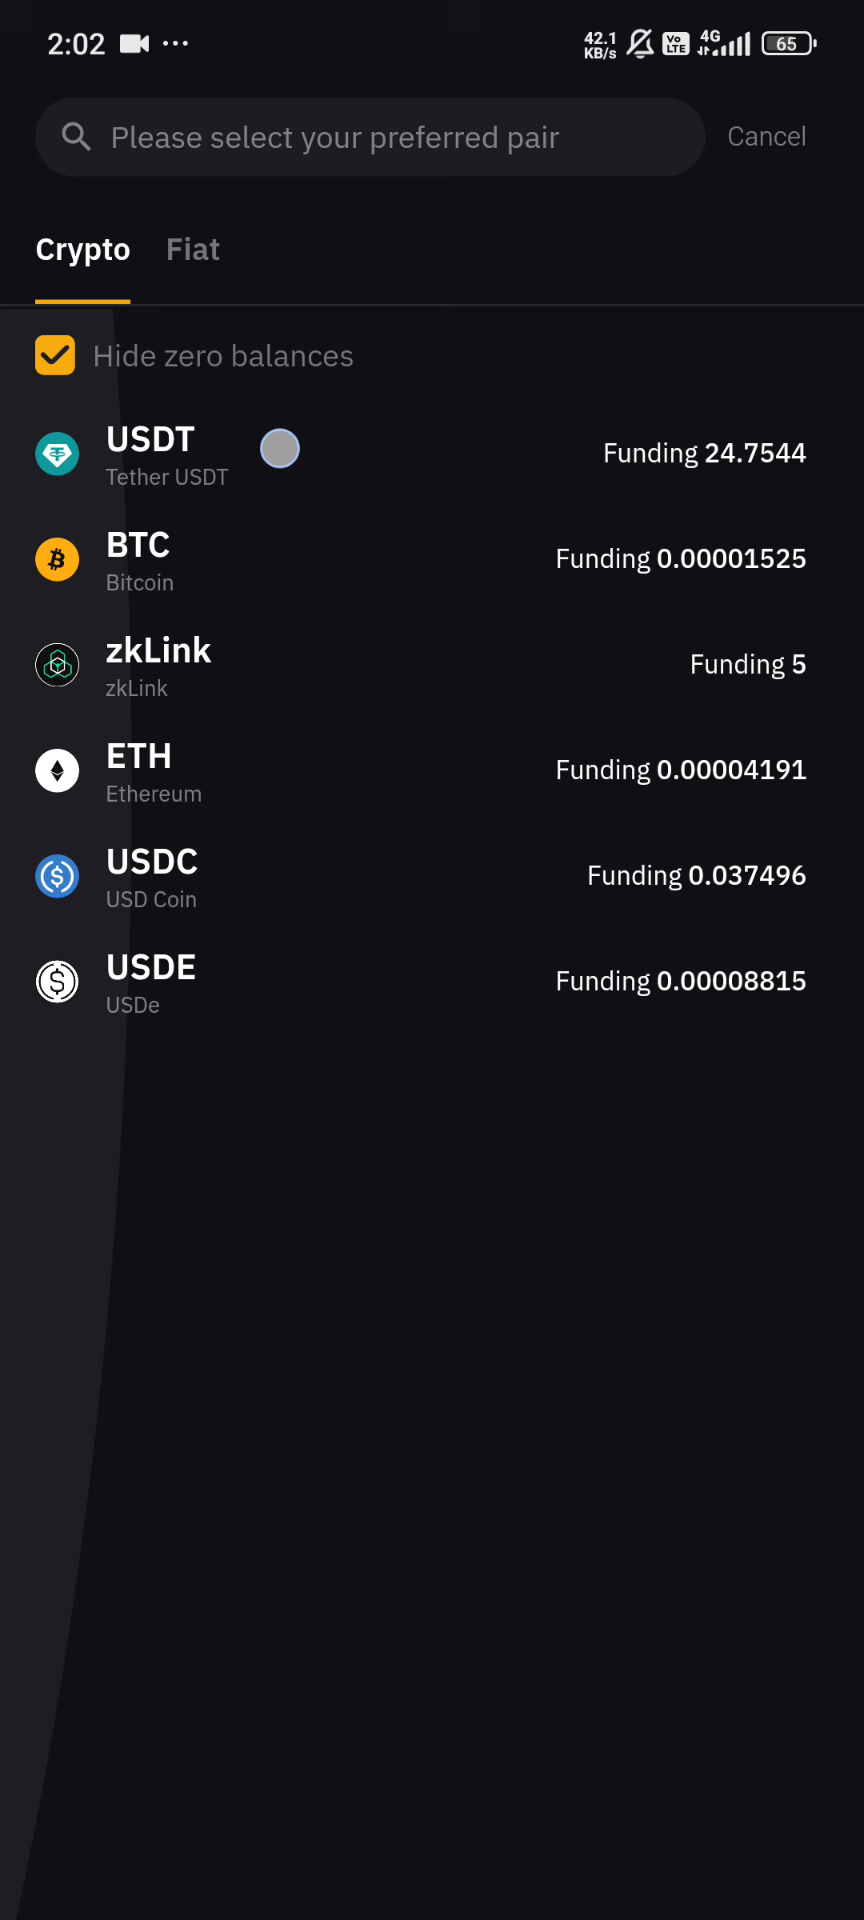 2:02
42.1 KB/s
Vo LTE
4G
65
Please select your preferred pair
Cancel
Crypto
Fiat
Hide zero balances
USDT
Tether USDT
Funding 24.7544
BTC
Bitcoin
Funding 0.00001525
zkLink
zkLink
Funding 5
ETH
Ethereum
Funding 0.00004191
USDC
USD Coin
Funding 0.037496
USDE
USDe
Funding 0.00008815